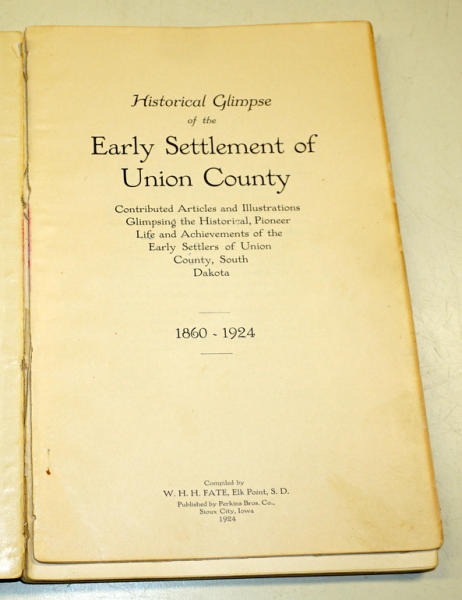 Historical Glimpse
of the
Early Settlement of
Union County
Contributed Articles and Illustrations
Glimpsing the Historical, Pioneer
Life and Achievements of the
Early Settlers of Union
County, South
Dakota
1860 - 1924
Compiled by
W. H. H. FATE, Elk Point, S. D.
Published by Perkins Bros. Co.,
Sioux City, Iowa
1924